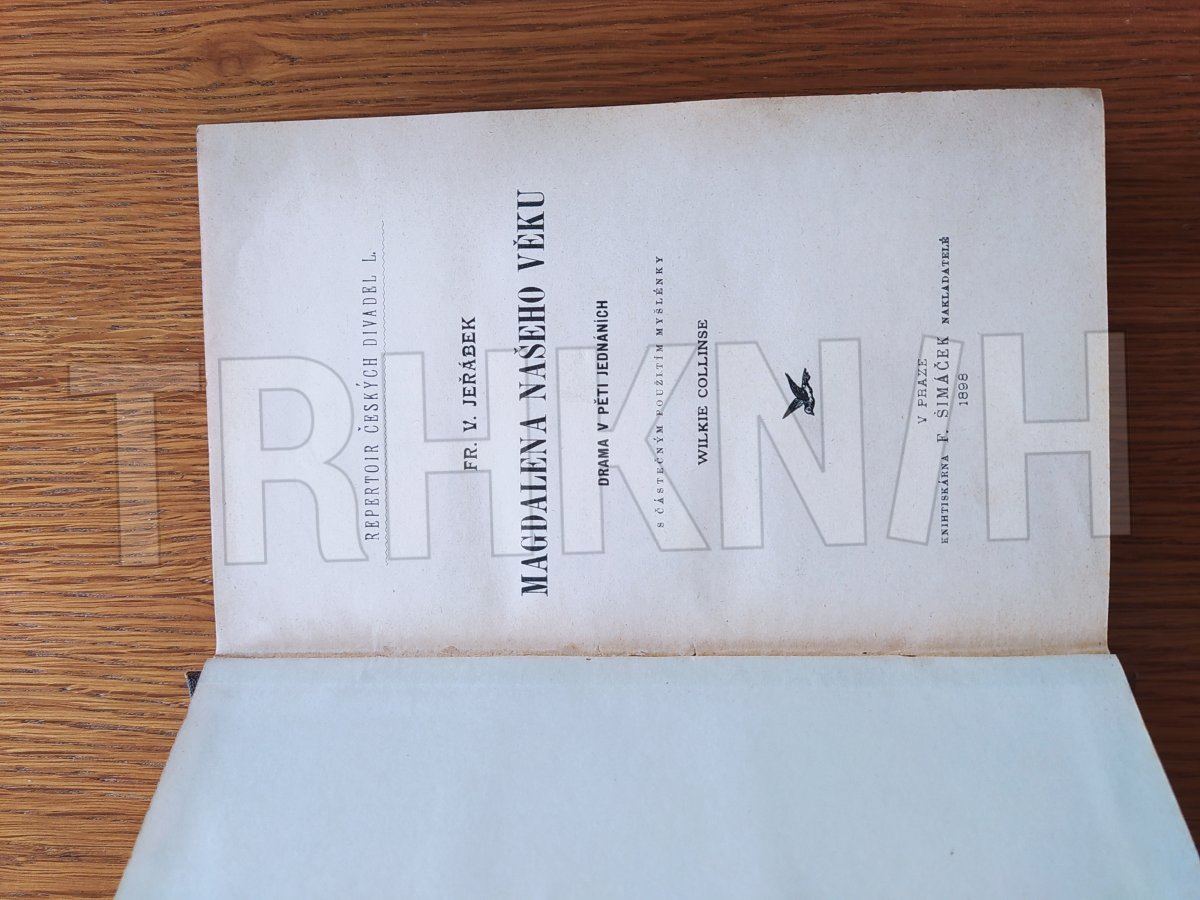 REPERTOIR ČESKÝCH DIVADEL L.
FR. V. JEŘÁBEK
MAGDALENA NAŠEHO VĚKU
DRAMA V PĚTI JEDNÁNÍCH
S ČÁSTEČNÝM POUŽITÍM MYŠLÉNKY
WILKIE COLLINSE
V PRAZE
KNIHTISKÁRNA F. ŠIMÁČEK NAKLADATELÉ
1898
TRHKNIH